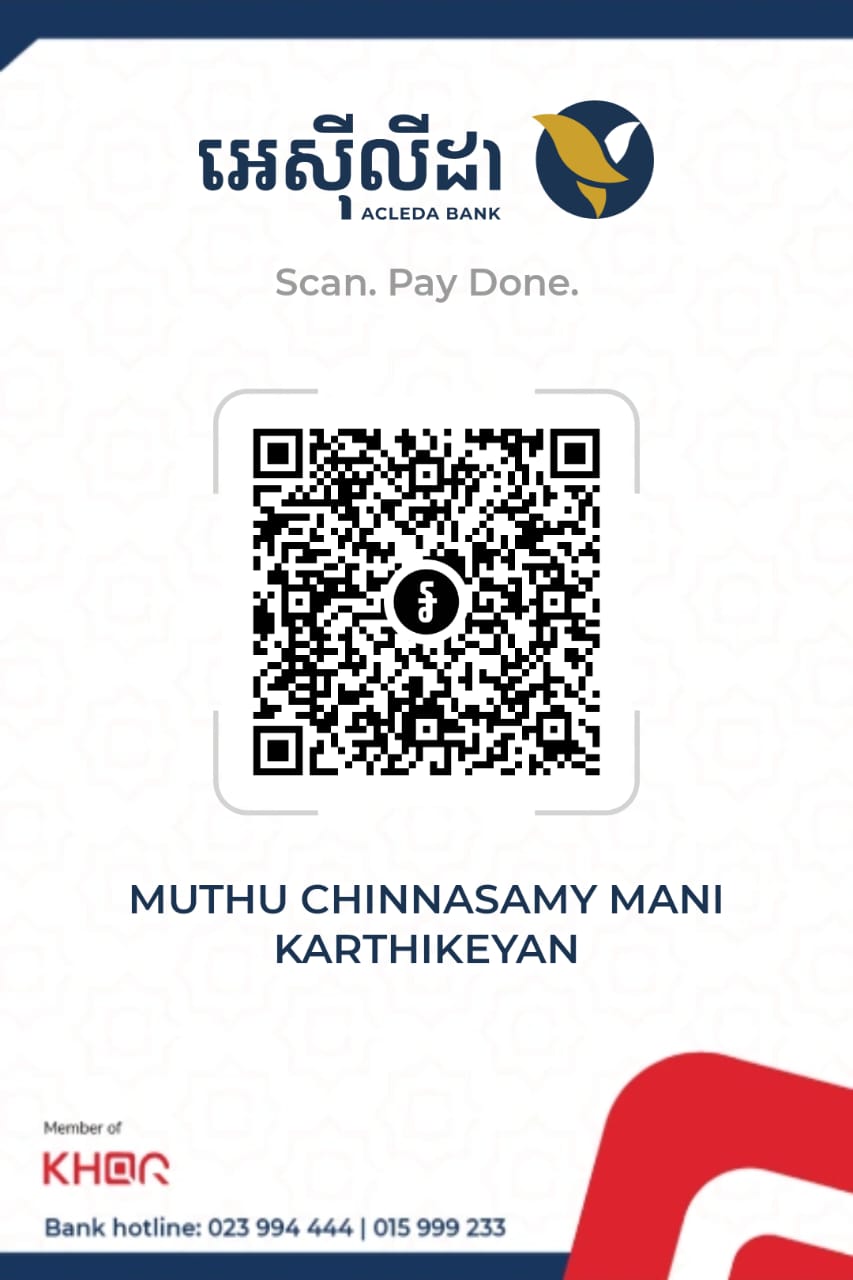 អេស៊ីលីដា
ACLEDA BANK
Scan. Pay Done.
MUTHU CHINNASAMY MANI
KARTHIKEYAN
Member of
KHQR
Bank hotline: 023 994 444 | 015 999 233